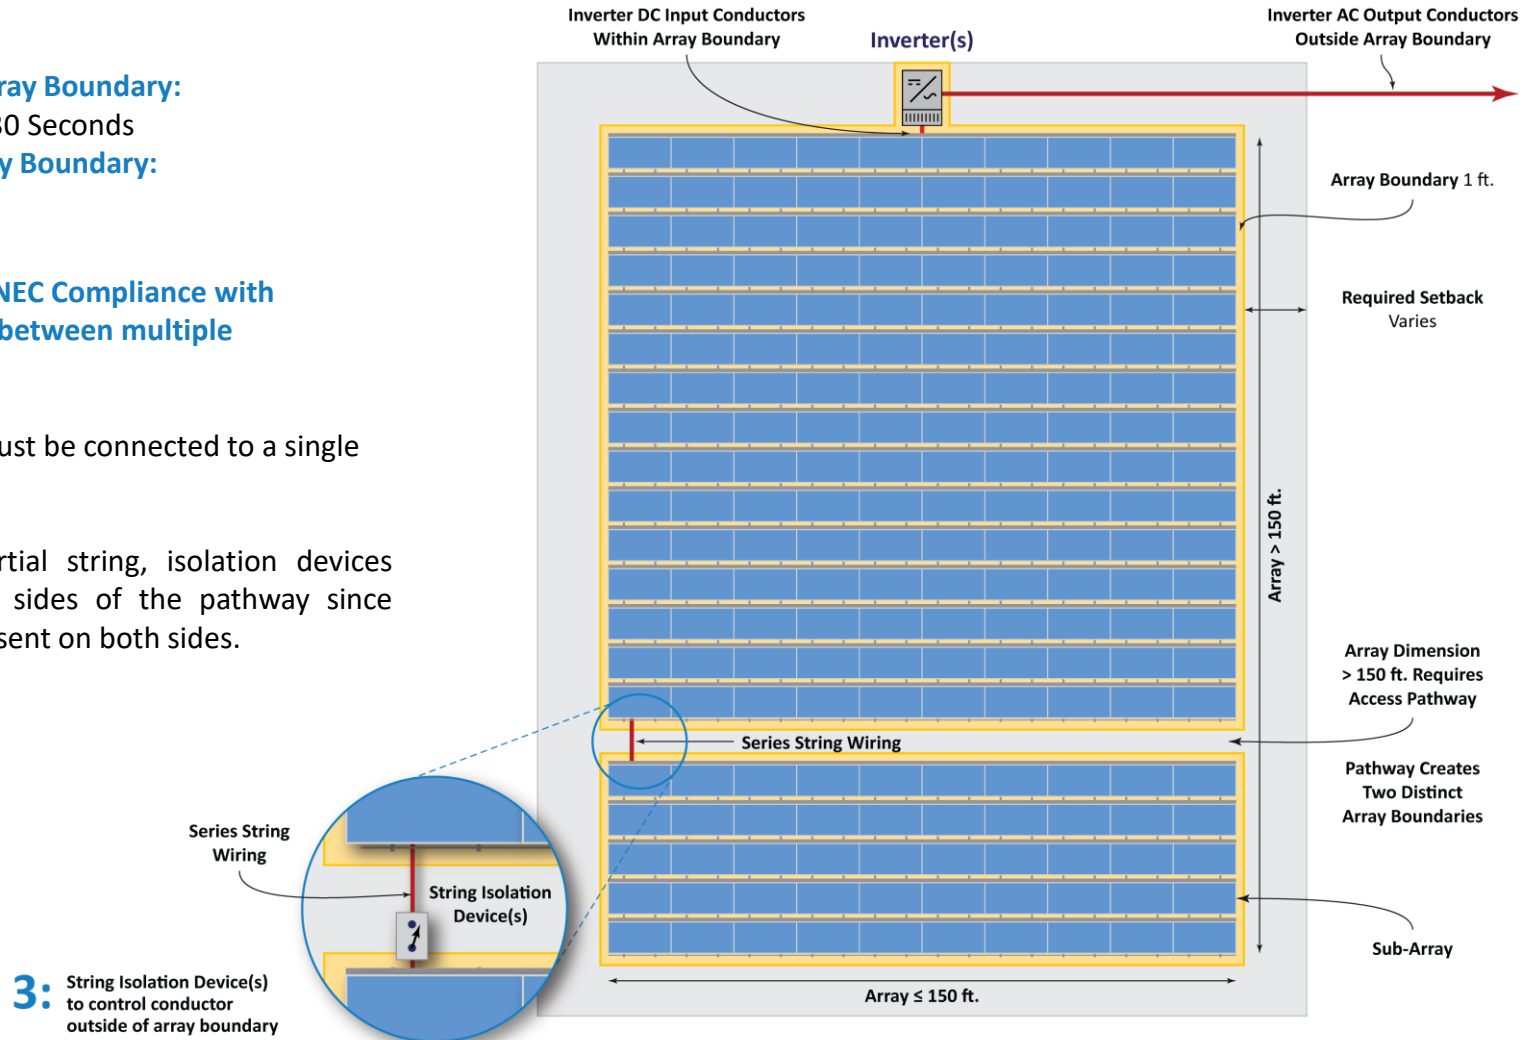 ray Boundary:
30 Seconds
y Boundary:
NEC Compliance with
between multiple
ust be connected to a single
rtial string, isolation devices
sides of the pathway since
sent on both sides.
Inverter DC Input Conductors
Within Array Boundary
Inverter(s)
Inverter AC Output Conductors
Outside Array Boundary
Array Boundary 1 ft.
Required Setback
Varies
Array > 150 ft.
Array Dimension
> 150 ft. Requires
Access Pathway
Series String Wiring
Pathway Creates
Two Distinct
Array Boundaries
Series String
Wiring
String Isolation
Device(s)
Sub-Array
Array ≤ 150 ft.
3: String Isolation Device(s)
to control conductor
outside of array boundary